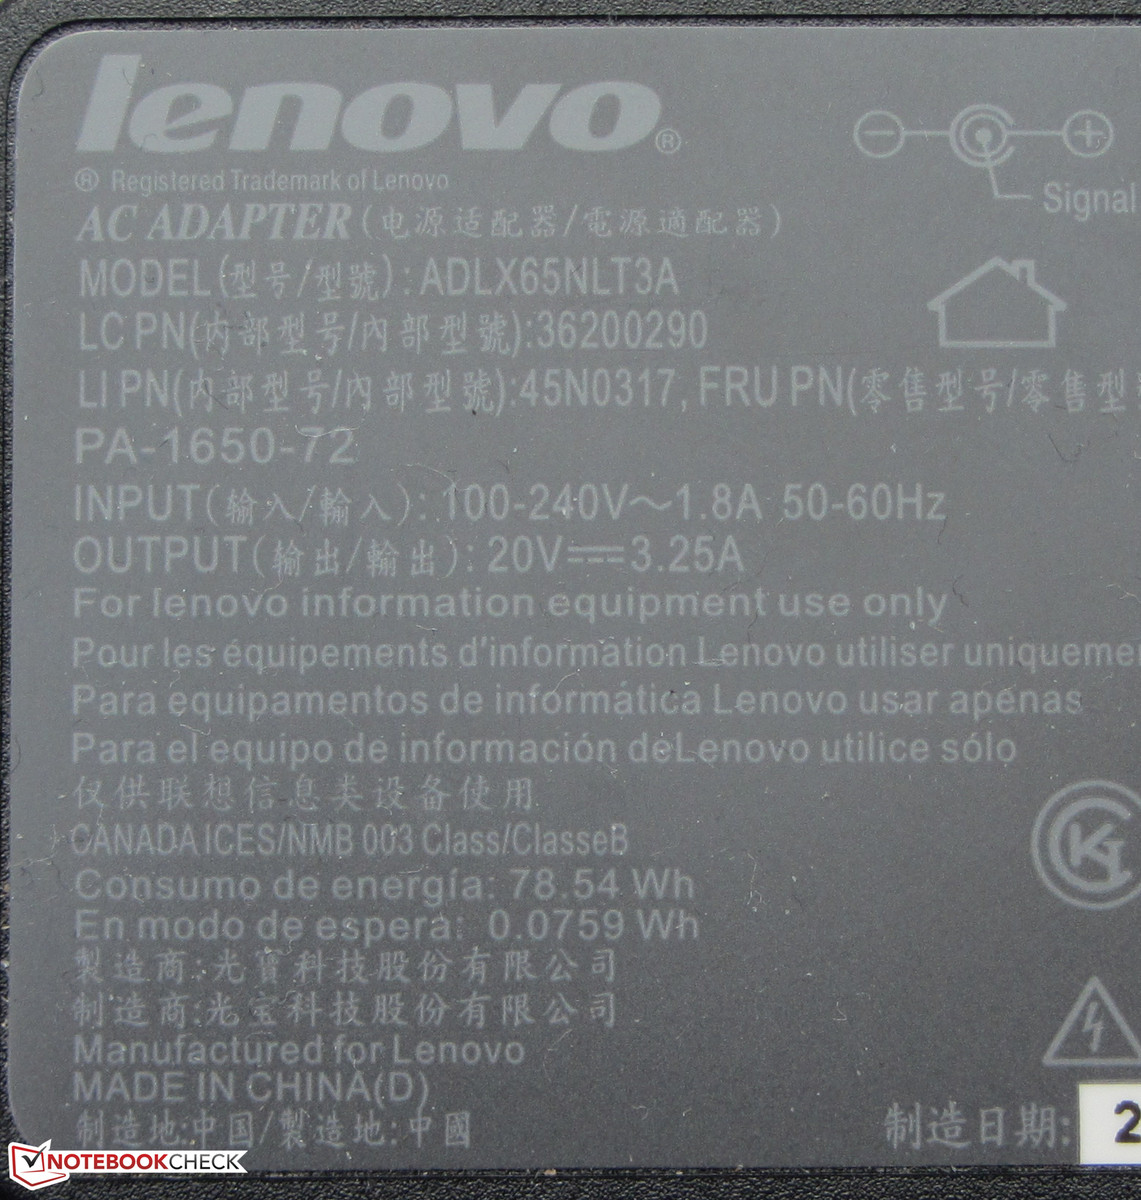 lenovo®
® Registered Trademark of Lenovo
Signal
AC ADAPTER(电源适配器/電源適配器)
MODEL(型号/型號):ADLX65NLT3A
LC PN(内部型号/內部型號):36200290
LI PN(内部型号/內部型號):45N0317, FRU PN(零售型号/零售型
PA-1650-72
INPUT(输入/輸入): 100-240V～1.8A 50-60Hz
OUTPUT(输出/輸出): 20V⎓3.25A
For lenovo information equipment use only
Pour les équipements d'information Lenovo utiliser uniqueme
Para equipamentos de informática Lenovo usar apenas
Para el equipo de información deLenovo utilice sólo
仅供联想信息类设备使用
CANADA ICES/NMB 003 Class/ClasseB
Consumo de energía: 78.54 Wh
En modo de espera: 0.0759 Wh
製造商:光寶科技股份有限公司
制造商:光宝科技股份有限公司
Manufactured for Lenovo
MADE IN CHINA(D)
制造地:中国/製造地:中國
制造日期: 2
NOTEBOOKCHECK